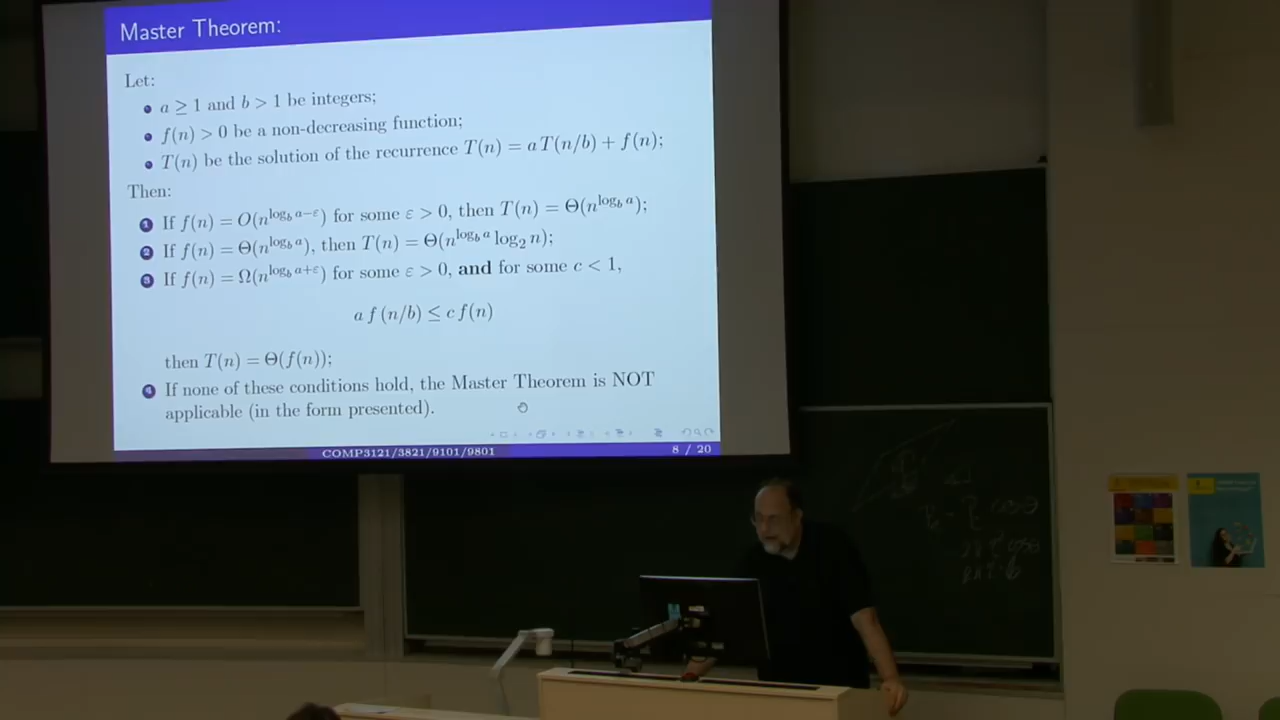 Master Theorem:
Let:
a ≥ 1 and b > 1 be integers;
f(n) > 0 be a non-decreasing function;
T(n) be the solution of the recurrence T(n) = a T(n/b) + f(n);
Then:
1 If f(n) = O(n^{log_b a−ε}) for some ε > 0, then T(n) = Θ(n^{log_b a});
2 If f(n) = Θ(n^{log_b a}), then T(n) = Θ(n^{log_b a} log_2 n);
3 If f(n) = Ω(n^{log_b a+ε}) for some ε > 0, and for some c < 1,
a f (n/b) ≤ c f(n)
then T(n) = Θ(f(n));
4 If none of these conditions hold, the Master Theorem is NOT
applicable (in the form presented).
COMP3121/3821/9101/9801
8 / 20